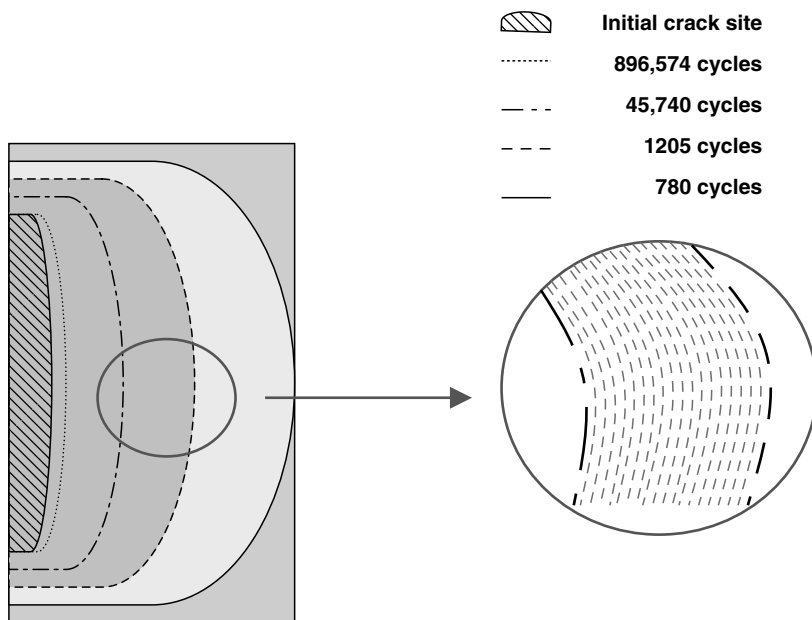 Initial crack site
896,574 cycles
45,740 cycles
1205 cycles
780 cycles